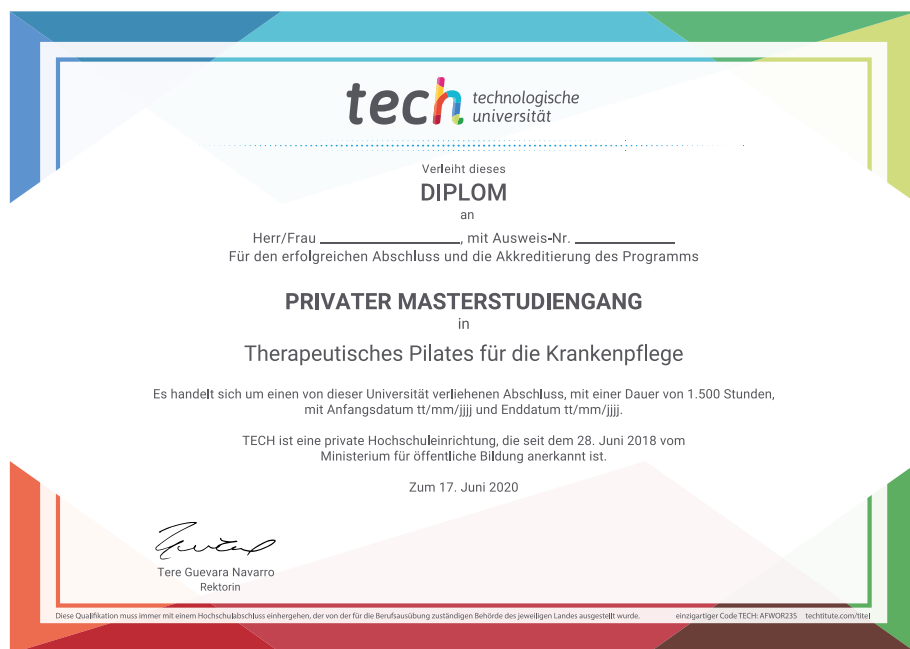 tech technologische
universität
Verleiht dieses
DIPLOM
an
Herr/Frau ____________________, mit Ausweis-Nr. ______________
Für den erfolgreichen Abschluss und die Akkreditierung des Programms
PRIVATER MASTERSTUDIENGANG
in
Therapeutisches Pilates für die Krankenpflege
Es handelt sich um einen von dieser Universität verliehenen Abschluss, mit einer Dauer von 1.500 Stunden,
mit Anfangsdatum tt/mm/jjjj und Enddatum tt/mm/jjjj.
TECH ist eine private Hochschuleinrichtung, die seit dem 28. Juni 2018 vom
Ministerium für öffentliche Bildung anerkannt ist.
Zum 17. Juni 2020
Tere Guevara Navarro
Rektorin
Diese Qualifikation muss immer mit einem Hochschulabschluss einhergehen, der von der für die Berufsausübung zuständigen Behörde des jeweiligen Landes ausgestellt wurde. einzigartiger Code TECH: AFWOR23S techtitute.com/titel